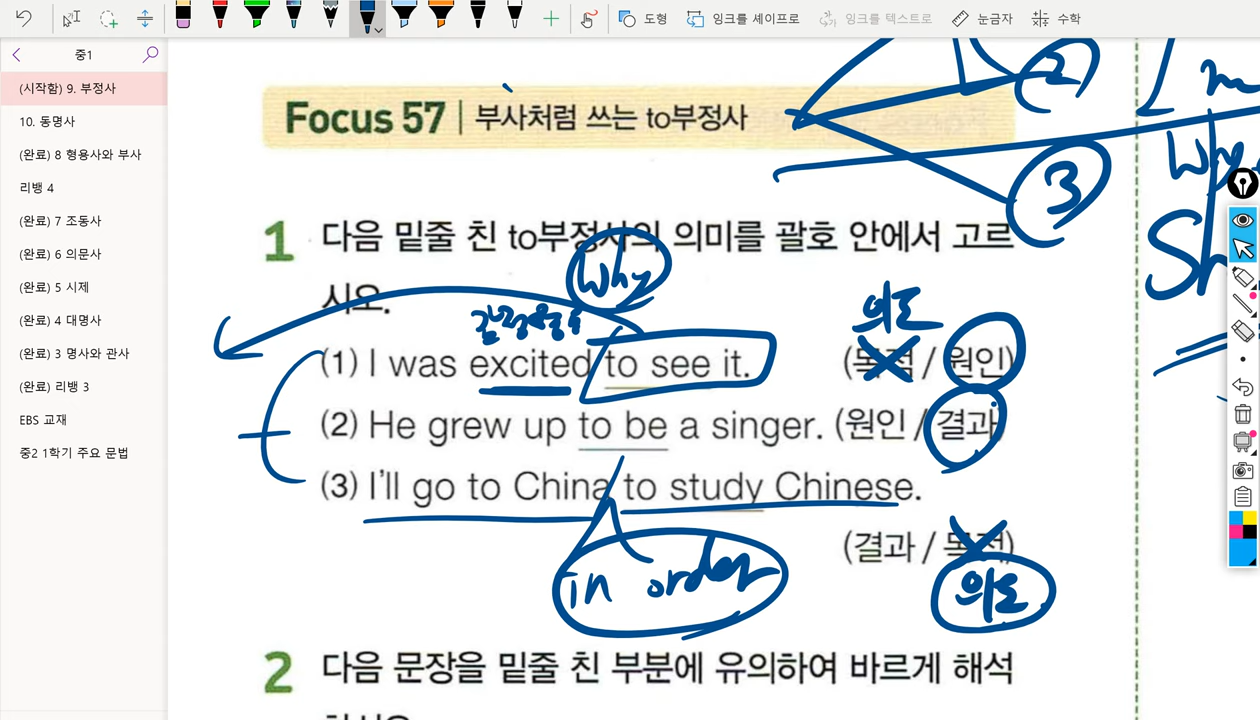 도형
잉크를 셰이프로
잉크를 텍스트로
눈금자
수학
중1
(시작함) 9. 부정사
10. 동명사
(완료) 8 형용사와 부사
리뱅 4
(완료) 7 조동사
(완료) 6 의문사
(완료) 5 시제
(완료) 4 대명사
(완료) 3 명사와 관사
(완료) 리뱅 3
EBS 교재
중2 1학기 주요 문법
Focus 57 | 부사처럼 쓰는 to부정사
2
3
Why
Sh
1 다음 밑줄 친 to부정사의 의미를 괄호 안에서 고르
시오.
Why
의도
(1) I was excited to see it. (목적 / 원인)
(2) He grew up to be a singer. (원인 / 결과)
(3) I'll go to China to study Chinese.
(결과 / 목적)
in order
의도
2 다음 문장을 밑줄 친 부분에 유의하여 바르게 해석
하시오